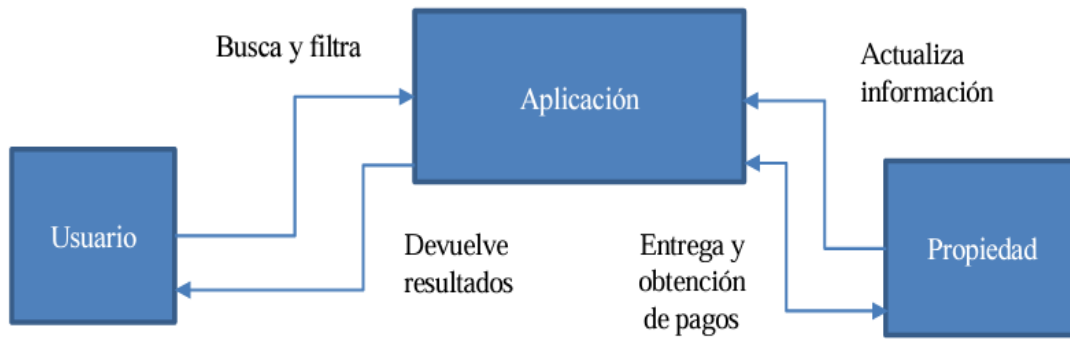 Busca y filtra
Aplicación
Actualiza
información
Usuario
Devuelve
resultados
Entrega y
obtención
de pagos
Propiedad